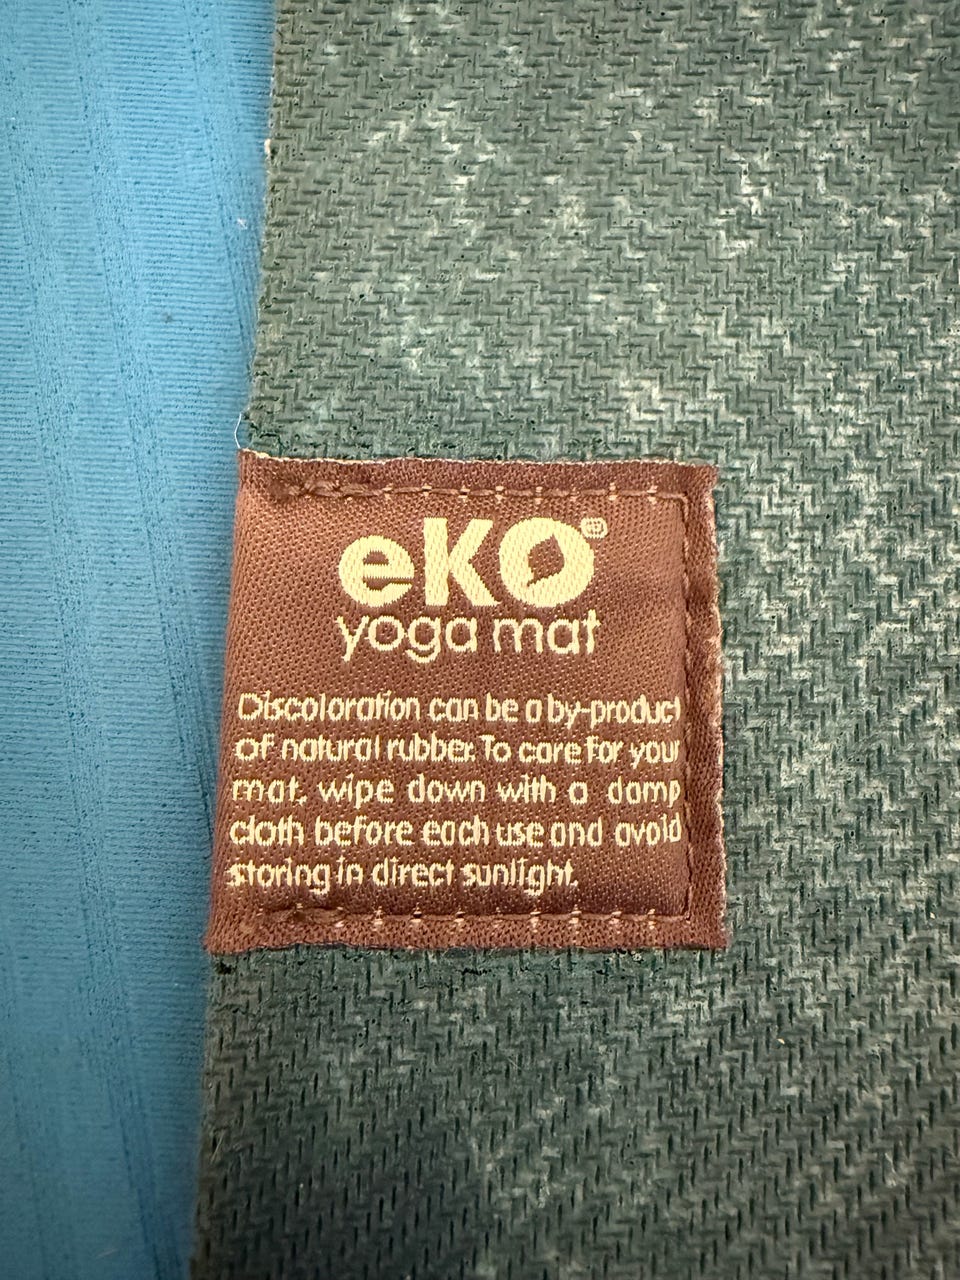 eKO®
yoga mat
Discoloration can be a by-product
of natural rubber. To care for your
mat, wipe down with a damp
cloth before each use and avoid
storing in direct sunlight.